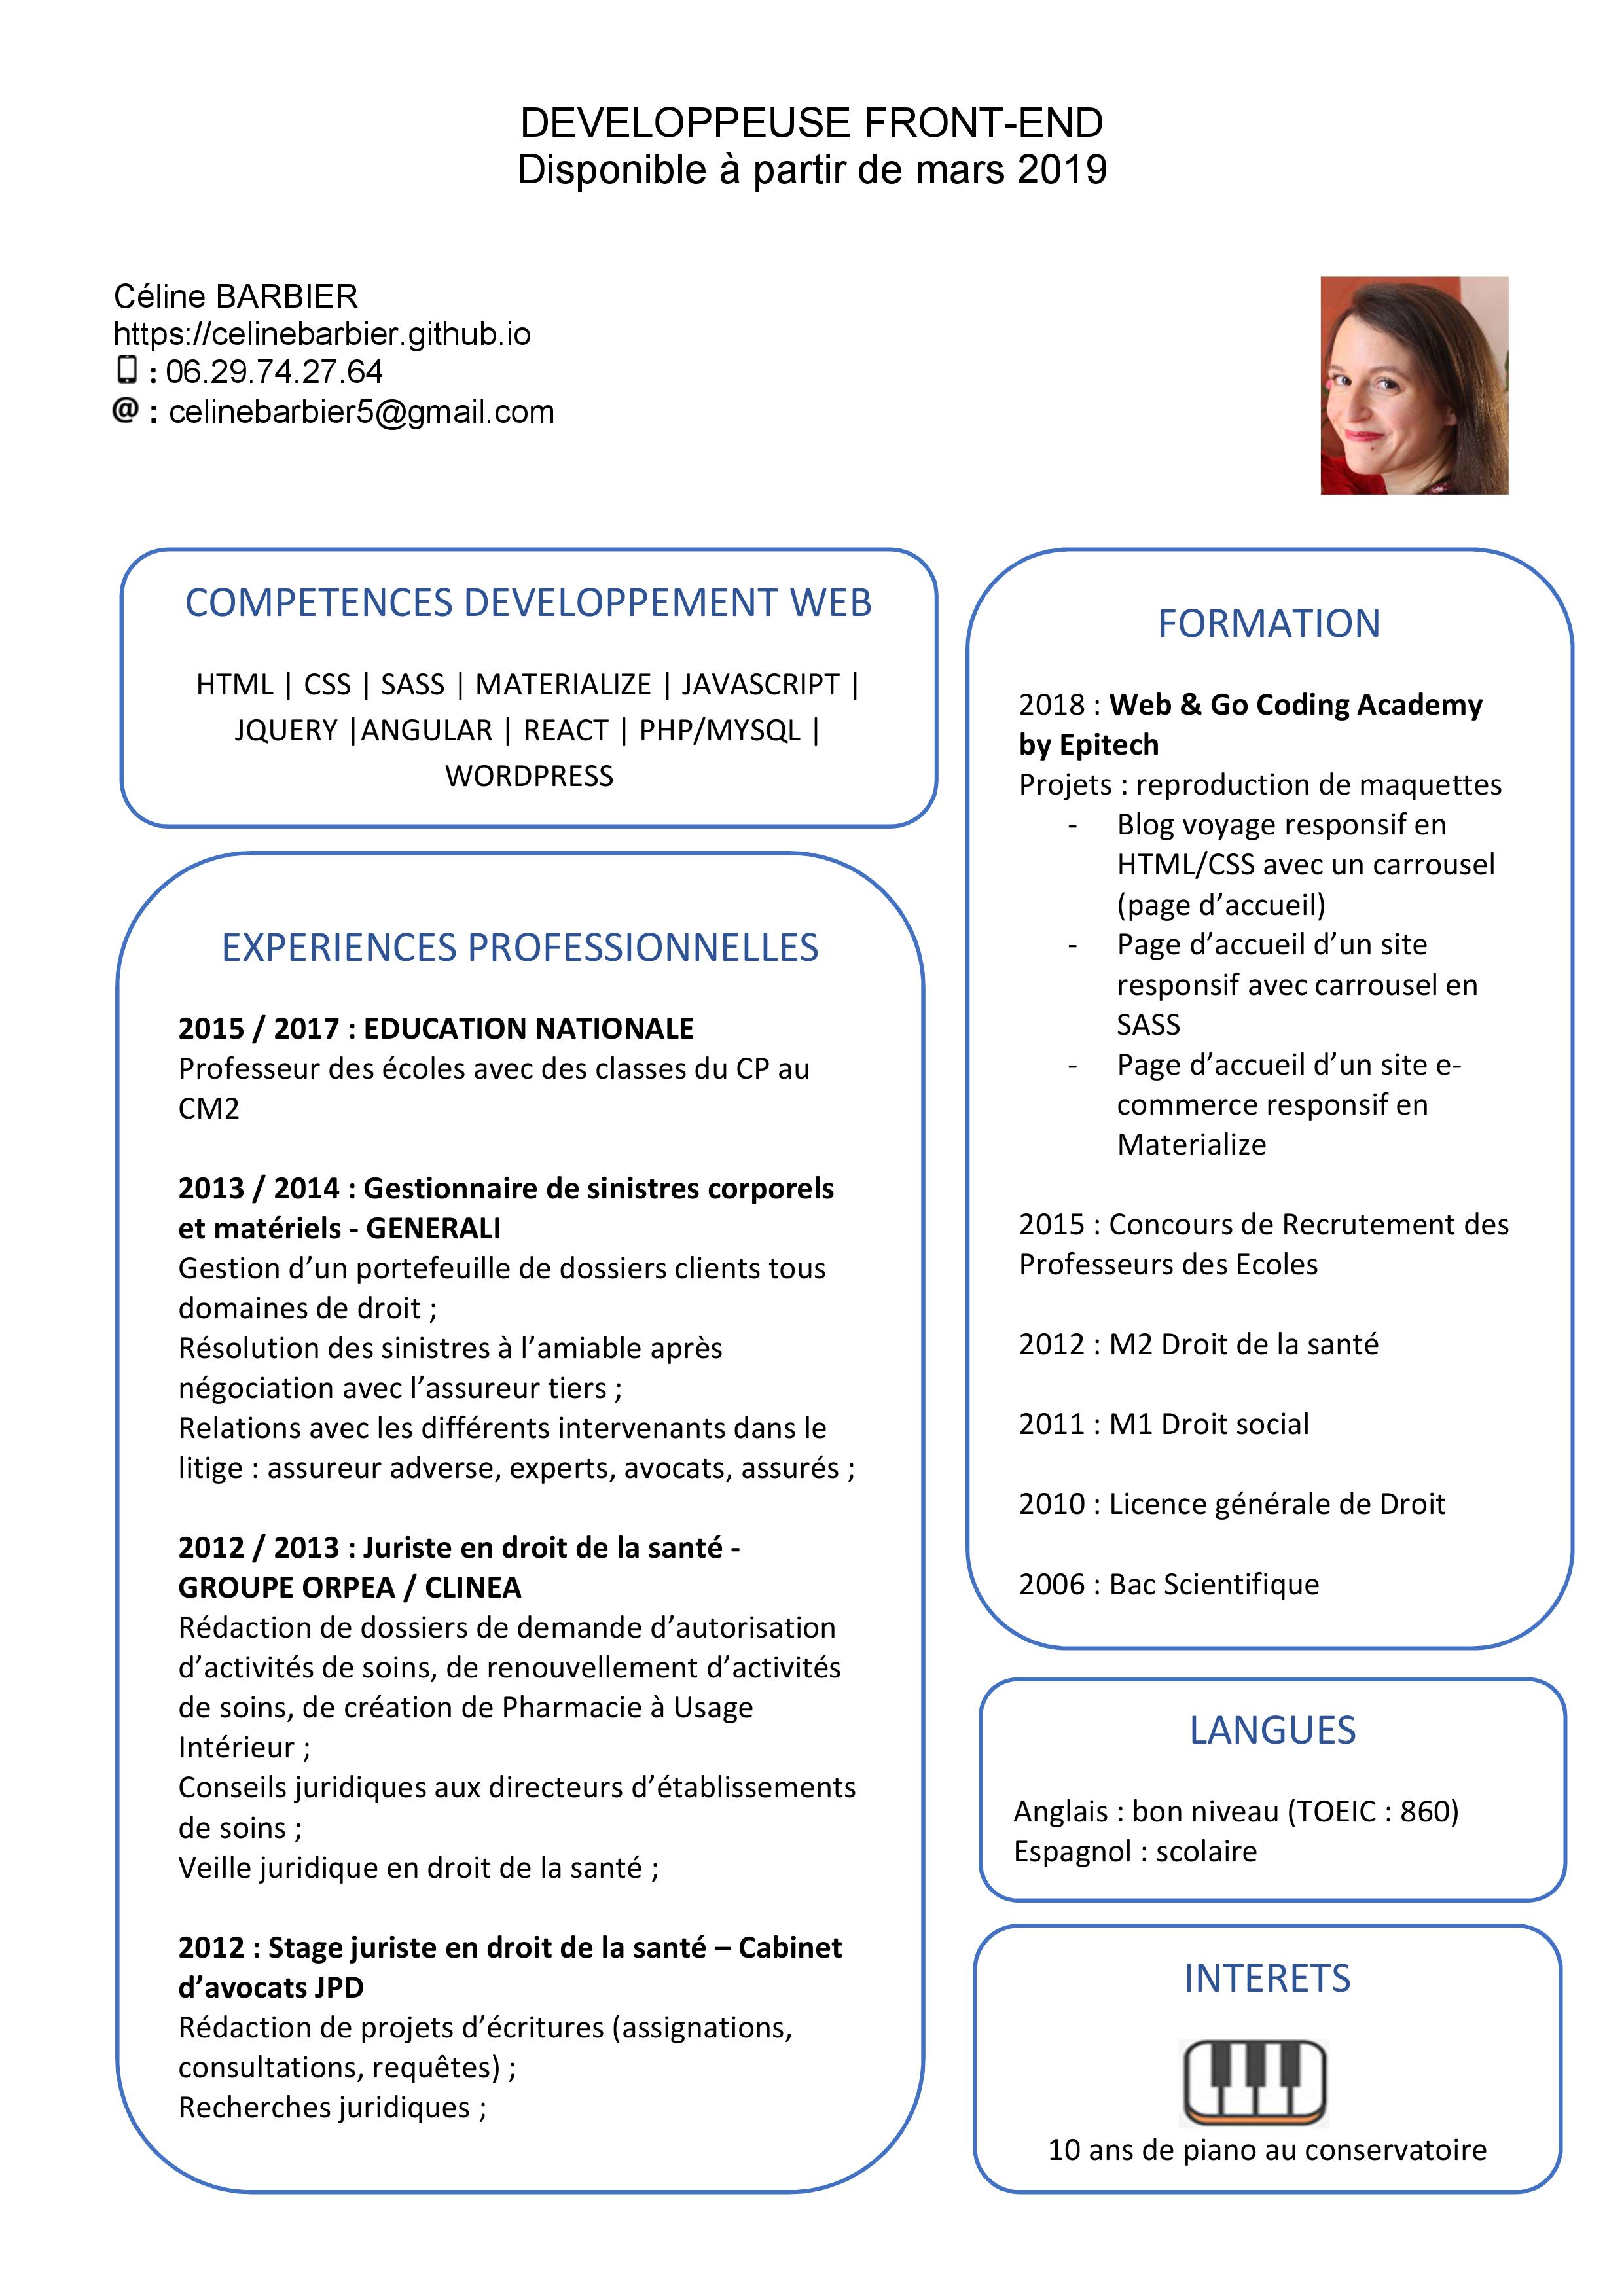 DEVELOPPEUSE FRONT-END
Disponible à partir de mars 2019
Céline BARBIER
https://celinebarbier.github.io
: 06.29.74.27.64
@ : celinebarbier5@gmail.com
COMPETENCES DEVELOPPEMENT WEB
HTML | CSS | SASS | MATERIALIZE | JAVASCRIPT |
JQUERY |ANGULAR | REACT | PHP/MYSQL |
WORDPRESS
EXPERIENCES PROFESSIONNELLES
2015 / 2017 : EDUCATION NATIONALE
Professeur des écoles avec des classes du CP au
CM2
2013 / 2014 : Gestionnaire de sinistres corporels
et matériels - GENERALI
Gestion d’un portefeuille de dossiers clients tous
domaines de droit ;
Résolution des sinistres à l’amiable après
négociation avec l’assureur tiers ;
Relations avec les différents intervenants dans le
litige : assureur adverse, experts, avocats, assurés ;
2012 / 2013 : Juriste en droit de la santé -
GROUPE ORPEA / CLINEA
Rédaction de dossiers de demande d’autorisation
d’activités de soins, de renouvellement d’activités
de soins, de création de Pharmacie à Usage
Intérieur ;
Conseils juridiques aux directeurs d’établissements
de soins ;
Veille juridique en droit de la santé ;
2012 : Stage juriste en droit de la santé – Cabinet
d’avocats JPD
Rédaction de projets d’écritures (assignations,
consultations, requêtes) ;
Recherches juridiques ;
FORMATION
2018 : Web & Go Coding Academy
by Epitech
Projets : reproduction de maquettes
- Blog voyage responsif en
HTML/CSS avec un carrousel
(page d’accueil)
- Page d’accueil d’un site
responsif avec carrousel en
SASS
- Page d’accueil d’un site e-
commerce responsif en
Materialize
2015 : Concours de Recrutement des
Professeurs des Ecoles
2012 : M2 Droit de la santé
2011 : M1 Droit social
2010 : Licence générale de Droit
2006 : Bac Scientifique
LANGUES
Anglais : bon niveau (TOEIC : 860)
Espagnol : scolaire
INTERETS
10 ans de piano au conservatoire